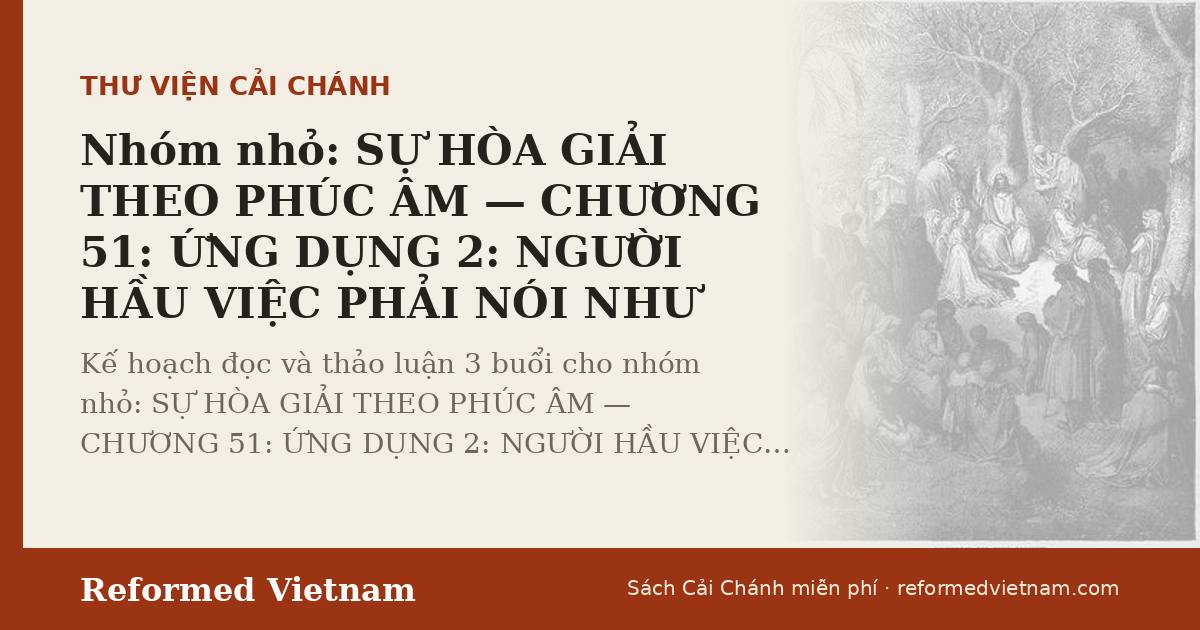 THƯ VIỆN CẢI CHÁNH
Nhóm nhỏ: SỰ HÒA GIẢI
THEO PHÚC ÂM — CHƯƠNG
51: ỨNG DỤNG 2: NGƯỜI
HẦU VIỆC PHẢI NÓI NHƯ
Kế hoạch đọc và thảo luận 3 buổi cho nhóm
nhỏ: SỰ HÒA GIẢI THEO PHÚC ÂM —
CHƯƠNG 51: ỨNG DỤNG 2: NGƯỜI HẦU VIỆC...
Reformed Vietnam
Sách Cải Chánh miễn phí · reformedvietnam.com